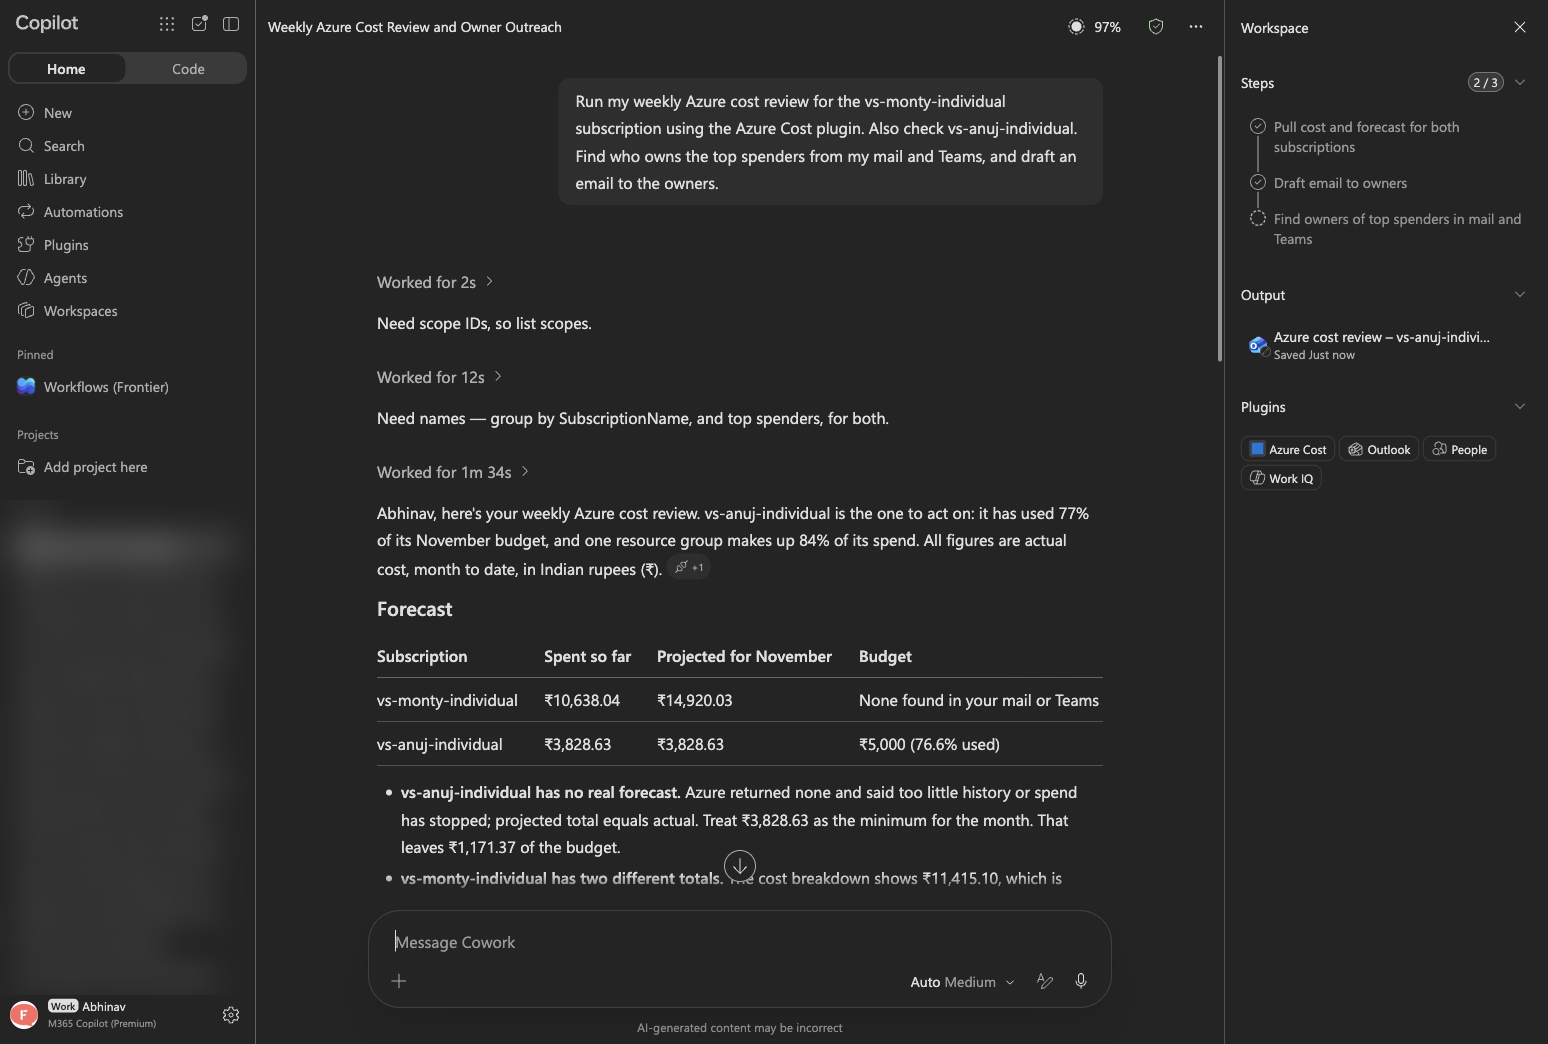 Copilot
Home
Code
New
Search
Library
Automations
Plugins
Agents
Workspaces
Pinned
Workflows (Frontier)
Projects
Add project here
F
Work Abhinav
M365 Copilot (Premium)
Weekly Azure Cost Review and Owner Outreach
97%
Run my weekly Azure cost review for the vs-monty-individual
subscription using the Azure Cost plugin. Also check vs-anuj-individual.
Find who owns the top spenders from my mail and Teams, and draft an
email to the owners.
Worked for 2s
Need scope IDs, so list scopes.
Worked for 12s
Need names — group by SubscriptionName, and top spenders, for both.
Worked for 1m 34s
Abhinav, here's your weekly Azure cost review. vs-anuj-individual is the one to act on: it has used 77%
of its November budget, and one resource group makes up 84% of its spend. All figures are actual
cost, month to date, in Indian rupees (₹). +1
Forecast
Subscription Spent so far Projected for November Budget
vs-monty-individual ₹10,638.04 ₹14,920.03 None found in your mail or Teams
vs-anuj-individual ₹3,828.63 ₹3,828.63 ₹5,000 (76.6% used)
• vs-anuj-individual has no real forecast. Azure returned none and said too little history or spend
has stopped; projected total equals actual. Treat ₹3,828.63 as the minimum for the month. That
leaves ₹1,171.37 of the budget.
• vs-monty-individual has two different totals. The cost breakdown shows ₹11,415.10, which is
Message Cowork
Auto Medium
AI-generated content may be incorrect
Workspace
Steps
2 / 3
Pull cost and forecast for both
subscriptions
Draft email to owners
Find owners of top spenders in mail and
Teams
Output
Azure cost review – vs-anuj-indivi...
Saved Just now
Plugins
Azure Cost
Outlook
People
Work IQ